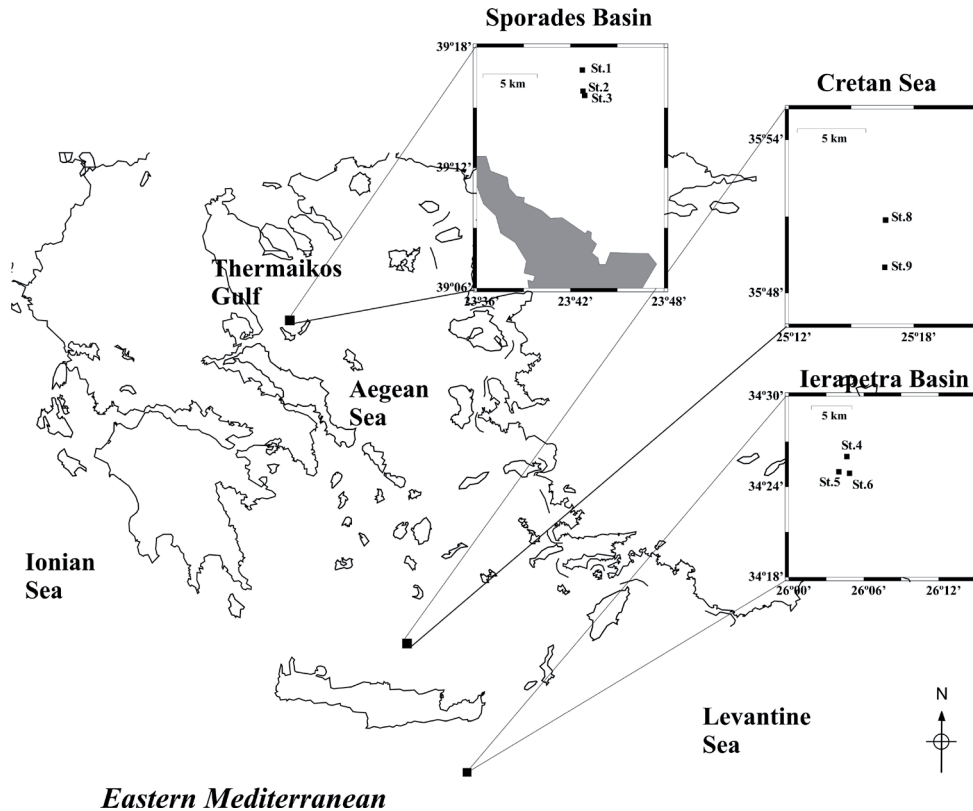 Sporades Basin
39º18'
39º12'
39º06'
23º36'
23º42'
23º48'
5 km
St.1
St.2
St.3
Cretan Sea
35º54'
35º48'
25º12'
25º18'
5 km
St.8
St.9
Ierapetra Basin
34º30
34º24'
34º18'
26º00'
26º06'
26º12'
5 km
St.4
St.5
St.6
Thermaikos
Gulf
Aegean
Sea
Ionian
Sea
Levantine
Sea
N
Eastern Mediterranean